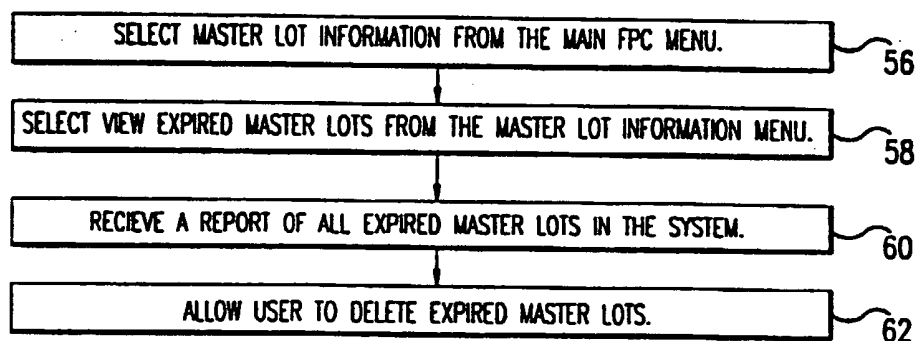 SELECT MASTER LOT INFORMATION FROM THE MAIN FPC MENU.
56
SELECT VIEW EXPIRED MASTER LOTS FROM THE MASTER LOT INFORMATION MENU.
58
RECIEVE A REPORT OF ALL EXPIRED MASTER LOTS IN THE SYSTEM.
60
ALLOW USER TO DELETE EXPIRED MASTER LOTS.
62